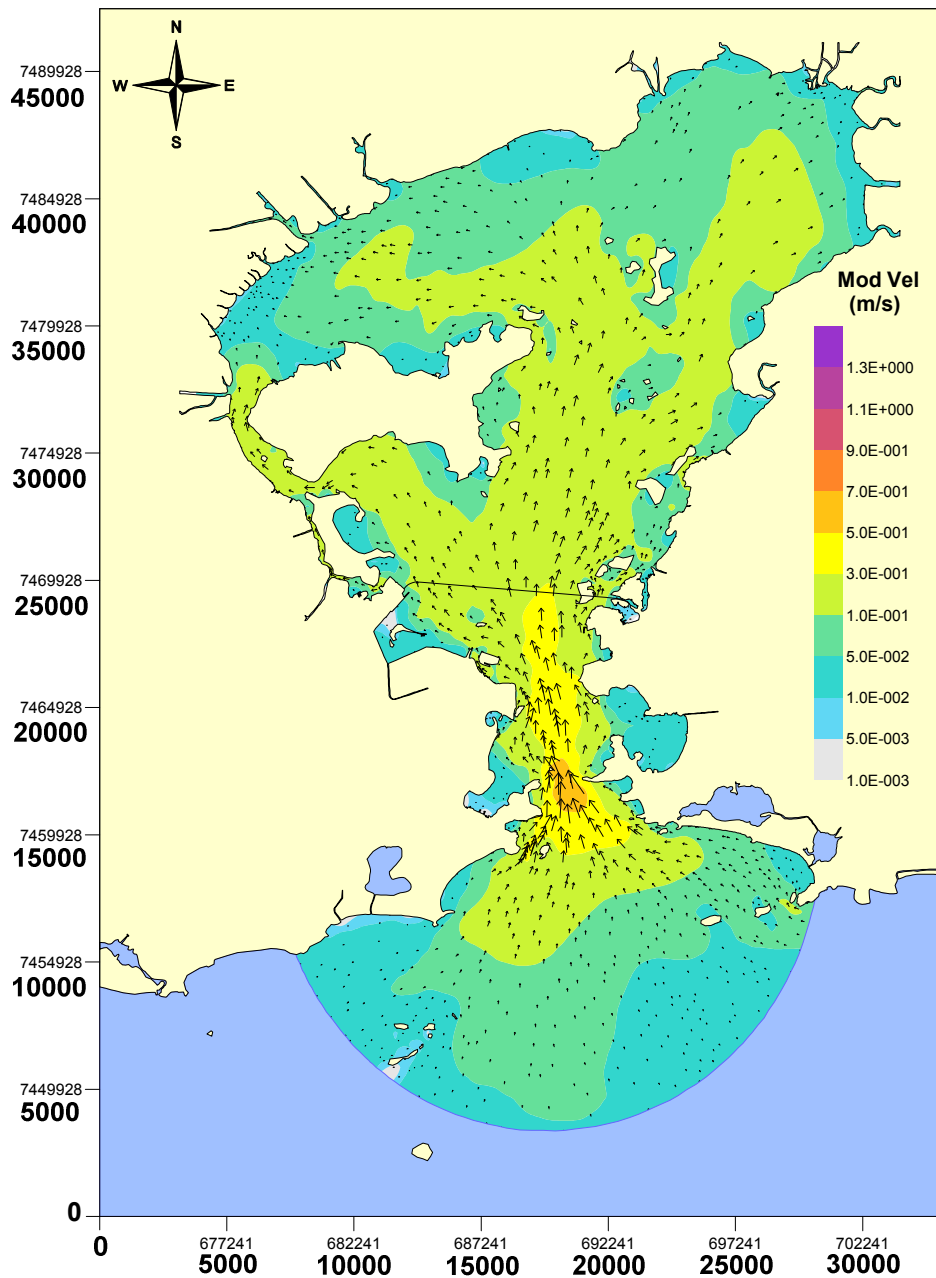 N
W E
S
7489928
45000
7484928
40000
7479928
35000
7474928
30000
7469928
25000
7464928
20000
7459928
15000
7454928
10000
7449928
5000
0
Mod Vel
(m/s)
1.3E+000
1.1E+000
9.0E-001
7.0E-001
5.0E-001
3.0E-001
1.0E-001
5.0E-002
1.0E-002
5.0E-003
1.0E-003
677241 682241 687241 692241 697241 702241
0 5000 10000 15000 20000 25000 30000